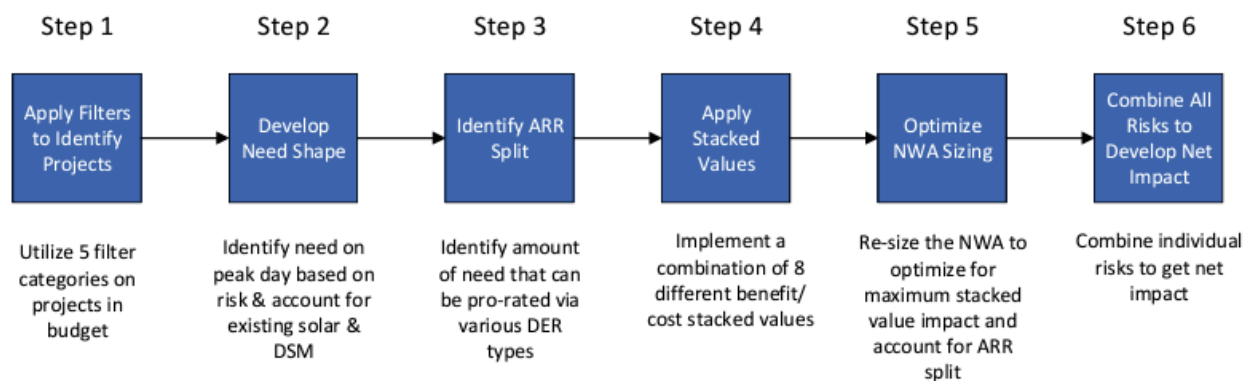 Step 1
Step 2
Step 3
Step 4
Step 5
Step 6
Apply Filters
to Identify
Projects
Develop
Need Shape
Identify ARR
Split
Apply
Stacked
Values
Optimize
NWA Sizing
Combine All
Risks to
Develop Net
Impact
Utilize 5 filter
categories on
projects in
budget
Identify need on
peak day based on
risk & account for
existing solar &
DSM
Identify amount
of need that can
be pro-rated via
various DER
types
Implement a
combination of 8
different benefit/
cost stacked values
Re-size the NWA to
optimize for
maximum stacked
value impact and
account for ARR
split
Combine individual
risks to get net
impact